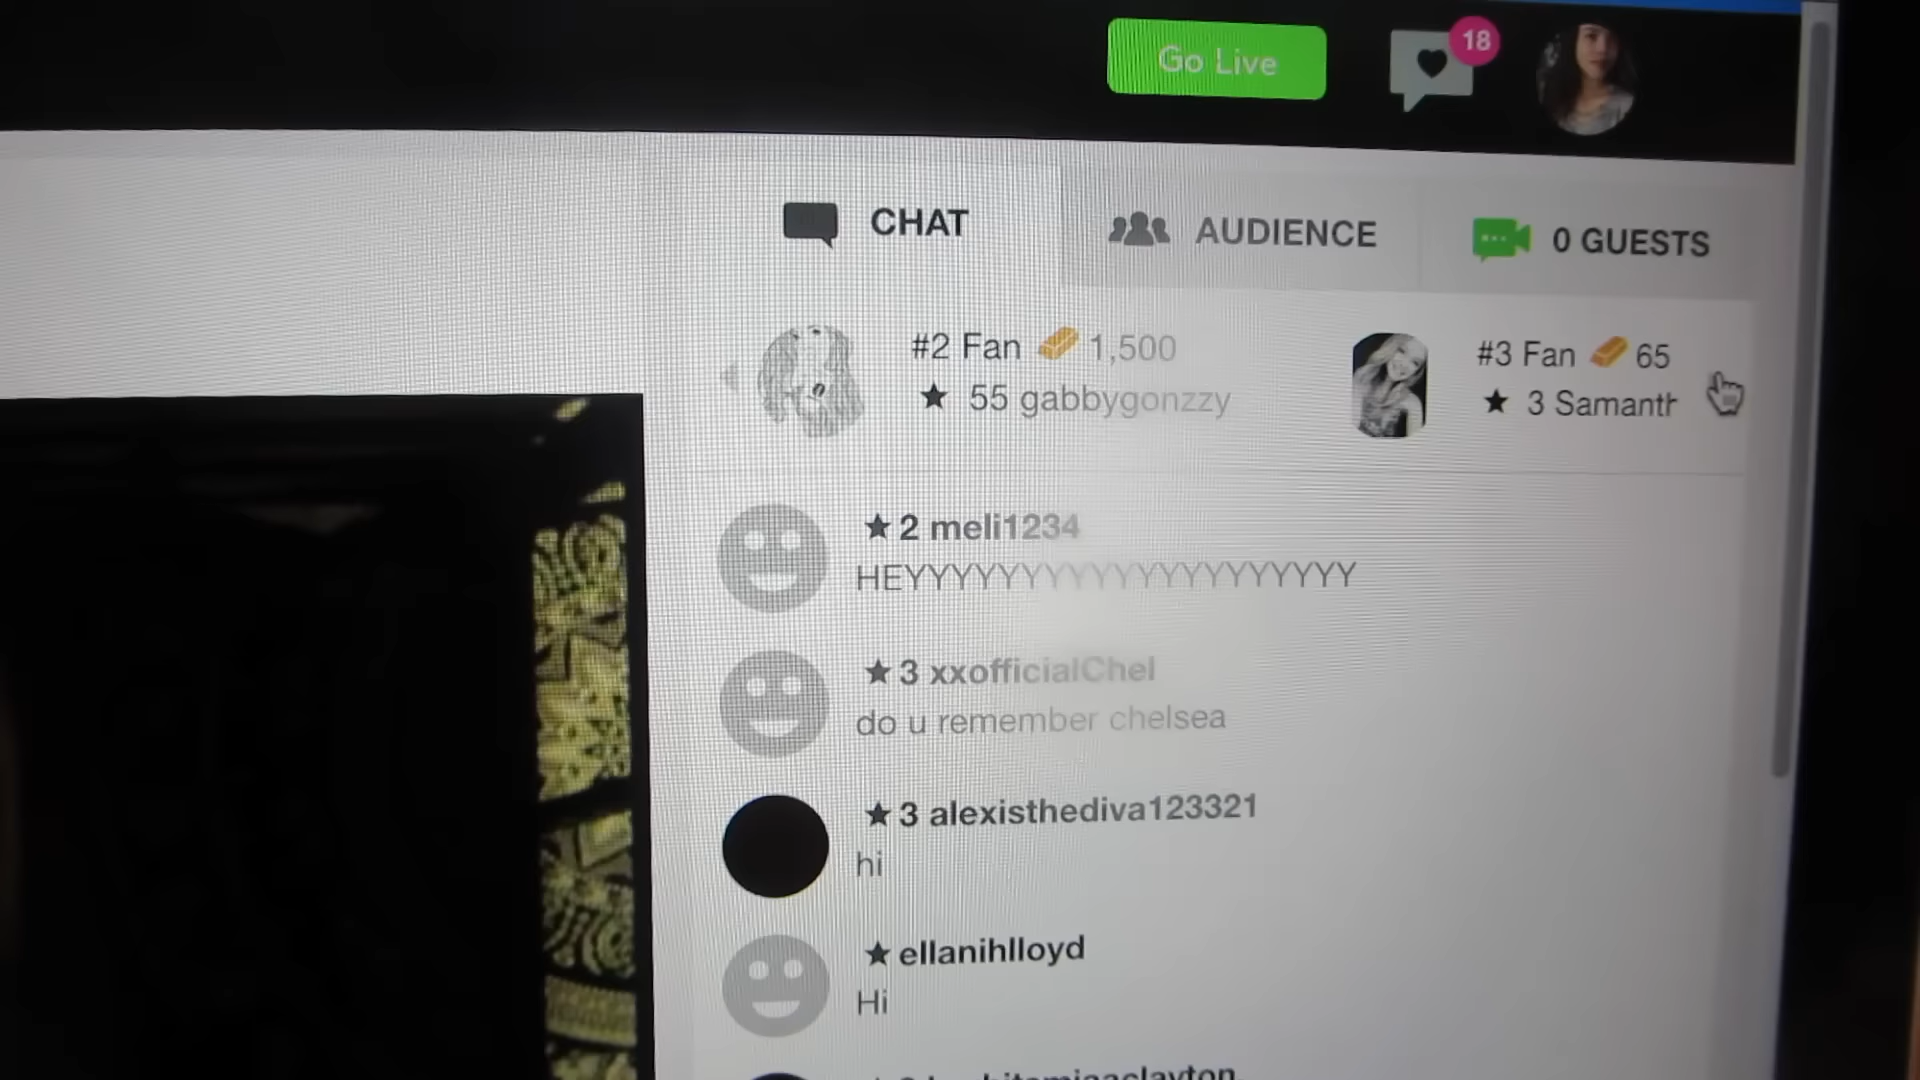 Go Live
18
CHAT
AUDIENCE
0 GUESTS
#2 Fan 1,500
★ 55 gabbygonzzy
#3 Fan 65
★ 3 Samanth
★ 2 meli1234
HEYYYYYYYYYYYYYYYYYYY
★ 3 xxofficialChel
do u remember chelsea
★ 3 alexisthediva123321
hi
★ ellanihlloyd
Hi